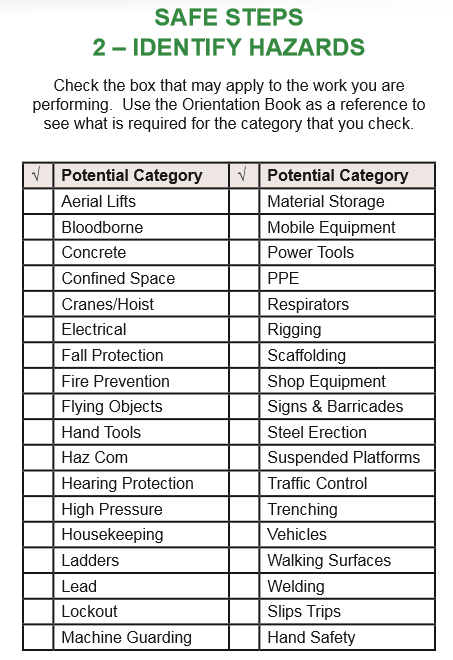 SAFE STEPS
2 – IDENTIFY HAZARDS
Check the box that may apply to the work you are
performing. Use the Orientation Book as a reference to
see what is required for the category that you check.
√ Potential Category √ Potential Category
Aerial Lifts Material Storage
Bloodborne Mobile Equipment
Concrete Power Tools
Confined Space PPE
Cranes/Hoist Respirators
Electrical Rigging
Fall Protection Scaffolding
Fire Prevention Shop Equipment
Flying Objects Signs & Barricades
Hand Tools Steel Erection
Haz Com Suspended Platforms
Hearing Protection Traffic Control
High Pressure Trenching
Housekeeping Vehicles
Ladders Walking Surfaces
Lead Welding
Lockout Slips Trips
Machine Guarding Hand Safety